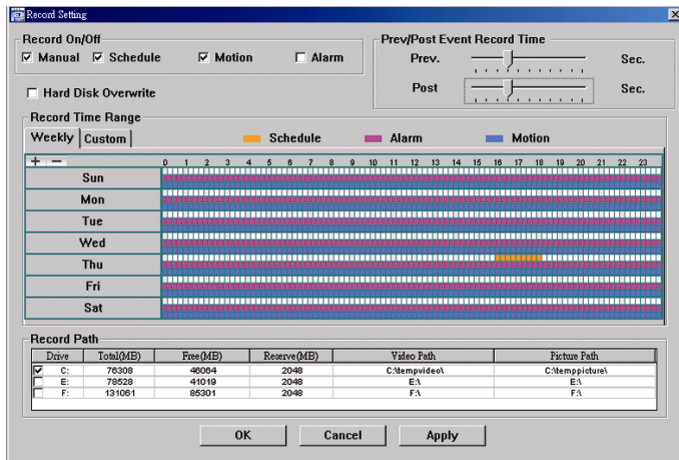 Record Setting
Record On/Off
Manual Schedule Motion Alarm
Prev/Post Event Record Time
Prev. Sec.
Post Sec.
Hard Disk Overwrite
Record Time Range
Weekly Custom
Schedule Alarm Motion
+ - 0 1 2 3 4 5 6 7 8 9 10 11 12 13 14 15 16 17 18 19 20 21 22 23
Sun
Mon
Tue
Wed
Thu
Fri
Sat
Record Path
Drive Total(MB) Free(MB) Reserve(MB) Video Path Picture Path
C: 76308 46064 2048 C:\tempvideo\ C:\temppicture\
E: 78528 41019 2048 E:\ E:\
F: 131061 85301 2048 F:\ F:\
OK Cancel Apply